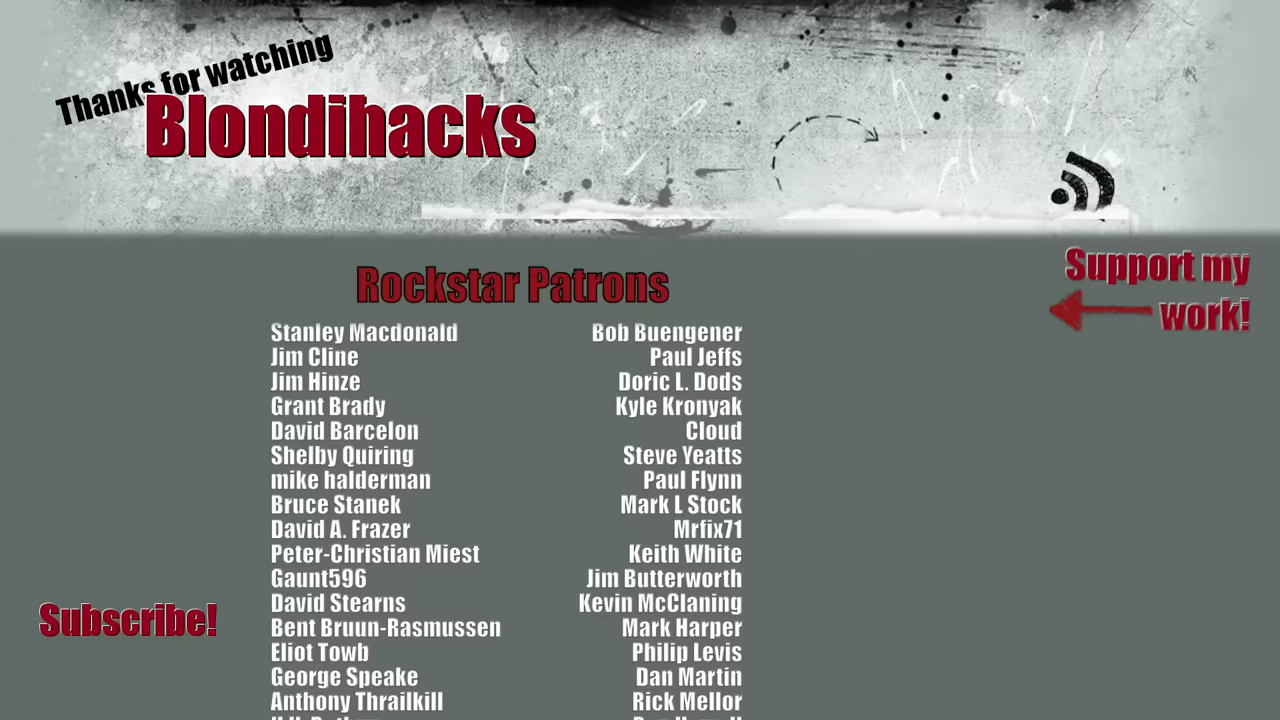 Thanks for watching
Blondihacks
Support my
work!
Rockstar Patrons
Stanley Macdonald Bob Buengener
Jim Cline Paul Jeffs
Jim Hinze Doric L. Dods
Grant Brady Kyle Kronyak
David Barcelon Cloud
Shelby Quiring Steve Yeatts
mike halderman Paul Flynn
Bruce Stanek Mark L Stock
David A. Frazer Mrfix71
Peter-Christian Miest Keith White
Gaunt596 Jim Butterworth
David Stearns Kevin McClaning
Subscribe!
Bent Bruun-Rasmussen Mark Harper
Eliot Towb Philip Levis
George Speake Dan Martin
Anthony Thrailkill Rick Mellor